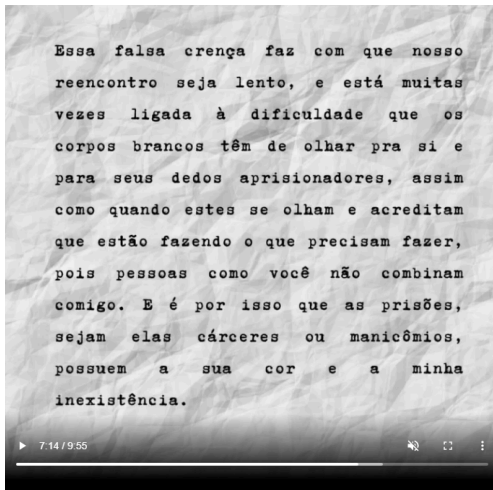 Essa falsa crença faz com que nosso
reencontro seja lento, e está muitas
vezes ligada à dificuldade que os
corpos brancos têm de olhar pra si e
para seus dedos aprisionadores, assim
como quando estes se olham e acreditam
que estão fazendo o que precisam fazer,
pois pessoas como você não combinam
comigo. E é por isso que as prisões,
sejam elas cárceres ou manicômios,
possuem a sua cor e a minha
inexistência.
7:14 / 9:55